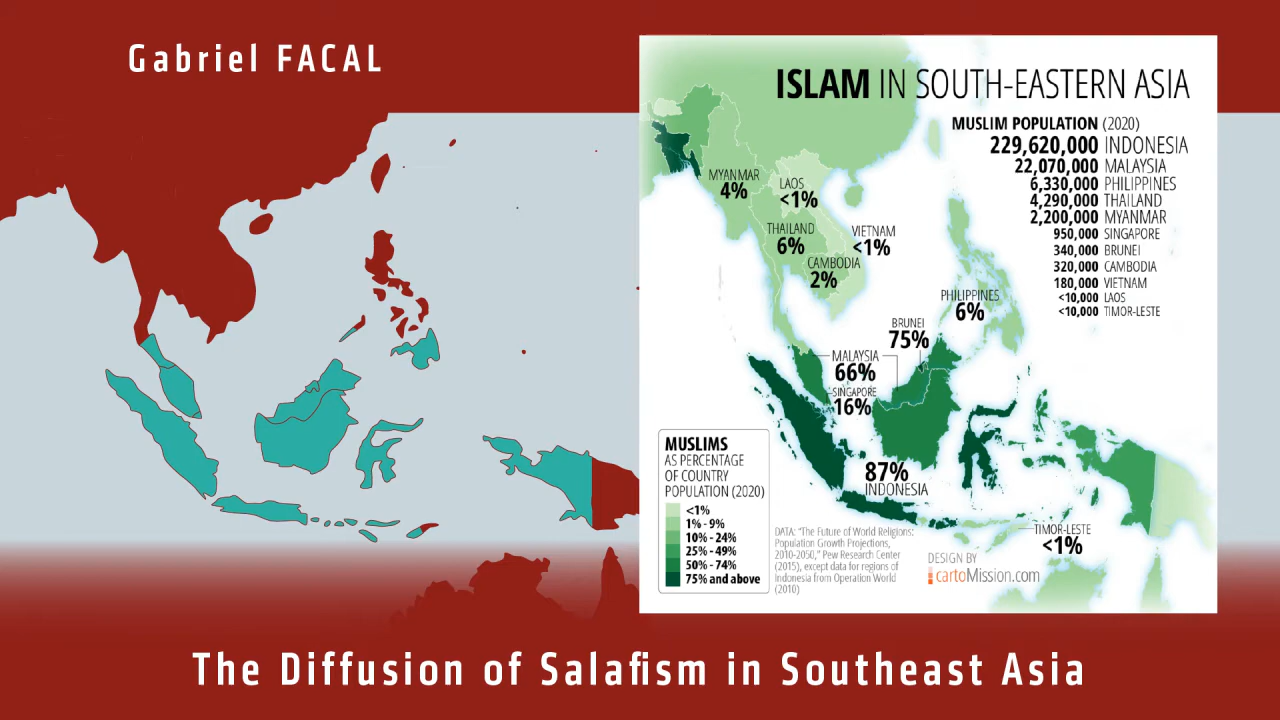 Gabriel FACAL
ISLAM IN SOUTH-EASTERN ASIA
MUSLIM POPULATION (2020)
229,620,000 INDONESIA
22,070,000 MALAYSIA
6,330,000 PHILIPPINES
4,290,000 THAILAND
2,200,000 MYANMAR
950,000 SINGAPORE
340,000 BRUNEI
320,000 CAMBODIA
180,000 VIETNAM
<10,000 LAOS
<10,000 TIMOR-LESTE
MYANMAR
4%
LAOS
<1%
THAILAND
6%
VIETNAM
<1%
CAMBODIA
2%
PHILIPPINES
6%
BRUNEI
75%
MALAYSIA
66%
SINGAPORE
16%
87%
INDONESIA
TIMOR-LESTE
<1%
MUSLIMS
AS PERCENTAGE
OF COUNTRY
POPULATION (2020)
<1%
1% - 9%
10% - 24%
25% - 49%
50% - 74%
75% and above
DATA: "The Future of World Religions:
Population Growth Projections,
2010-2050," Pew Research Center
(2015), except data for regions of
Indonesia from Operation World
(2010)
DESIGN BY
cartoMission.com
The Diffusion of Salafism in Southeast Asia